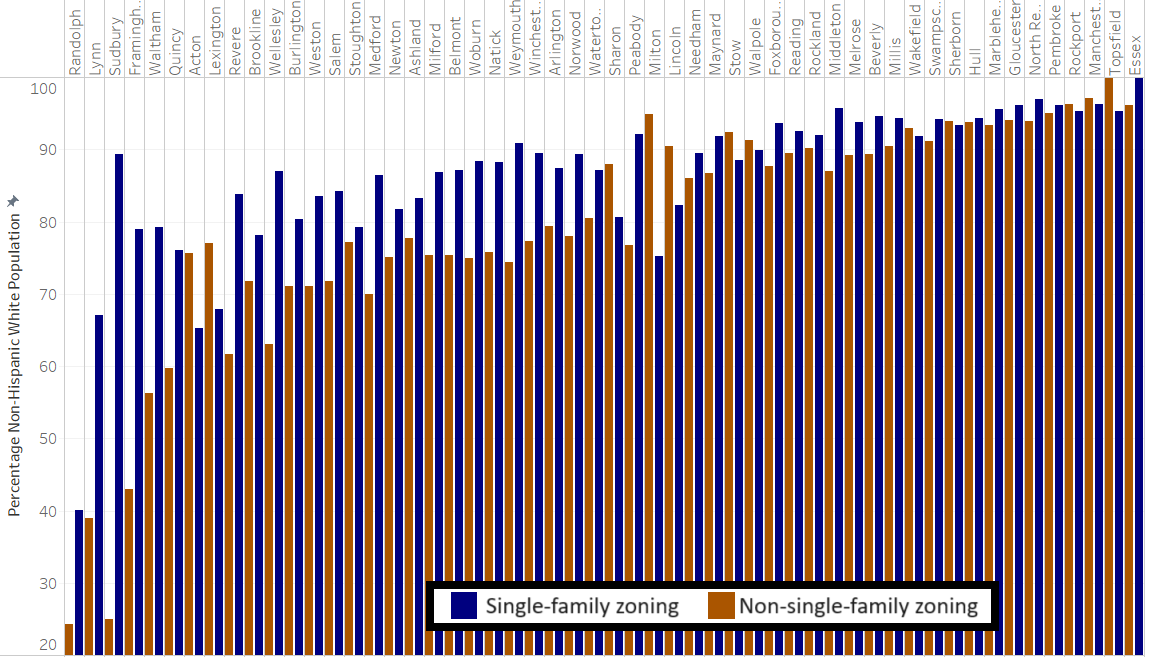 Randolph
Lynn
Sudbury
Framingh..
Waltham
Quincy
Acton
Lexington
Revere
Brookline
Wellesley
Burlington
Weston
Salem
Stoughton
Medford
Newton
Ashland
Milford
Belmont
Woburn
Natick
Weymouth
Winchest..
Arlington
Norwood
Waterto..
Sharon
Peabody
Milton
Lincoln
Needham
Maynard
Stow
Walpole
Foxborou..
Reading
Rockland
Middleton
Melrose
Beverly
Millis
Wakefield
Swampsc..
Sherborn
Hull
Marblehe..
Gloucester
North Re..
Pembroke
Rockport
Manchest..
Topsfield
Essex
100
90
80
70
60
50
40
30
20
Percentage Non-Hispanic White Population
Single-family zoning
Non-single-family zoning